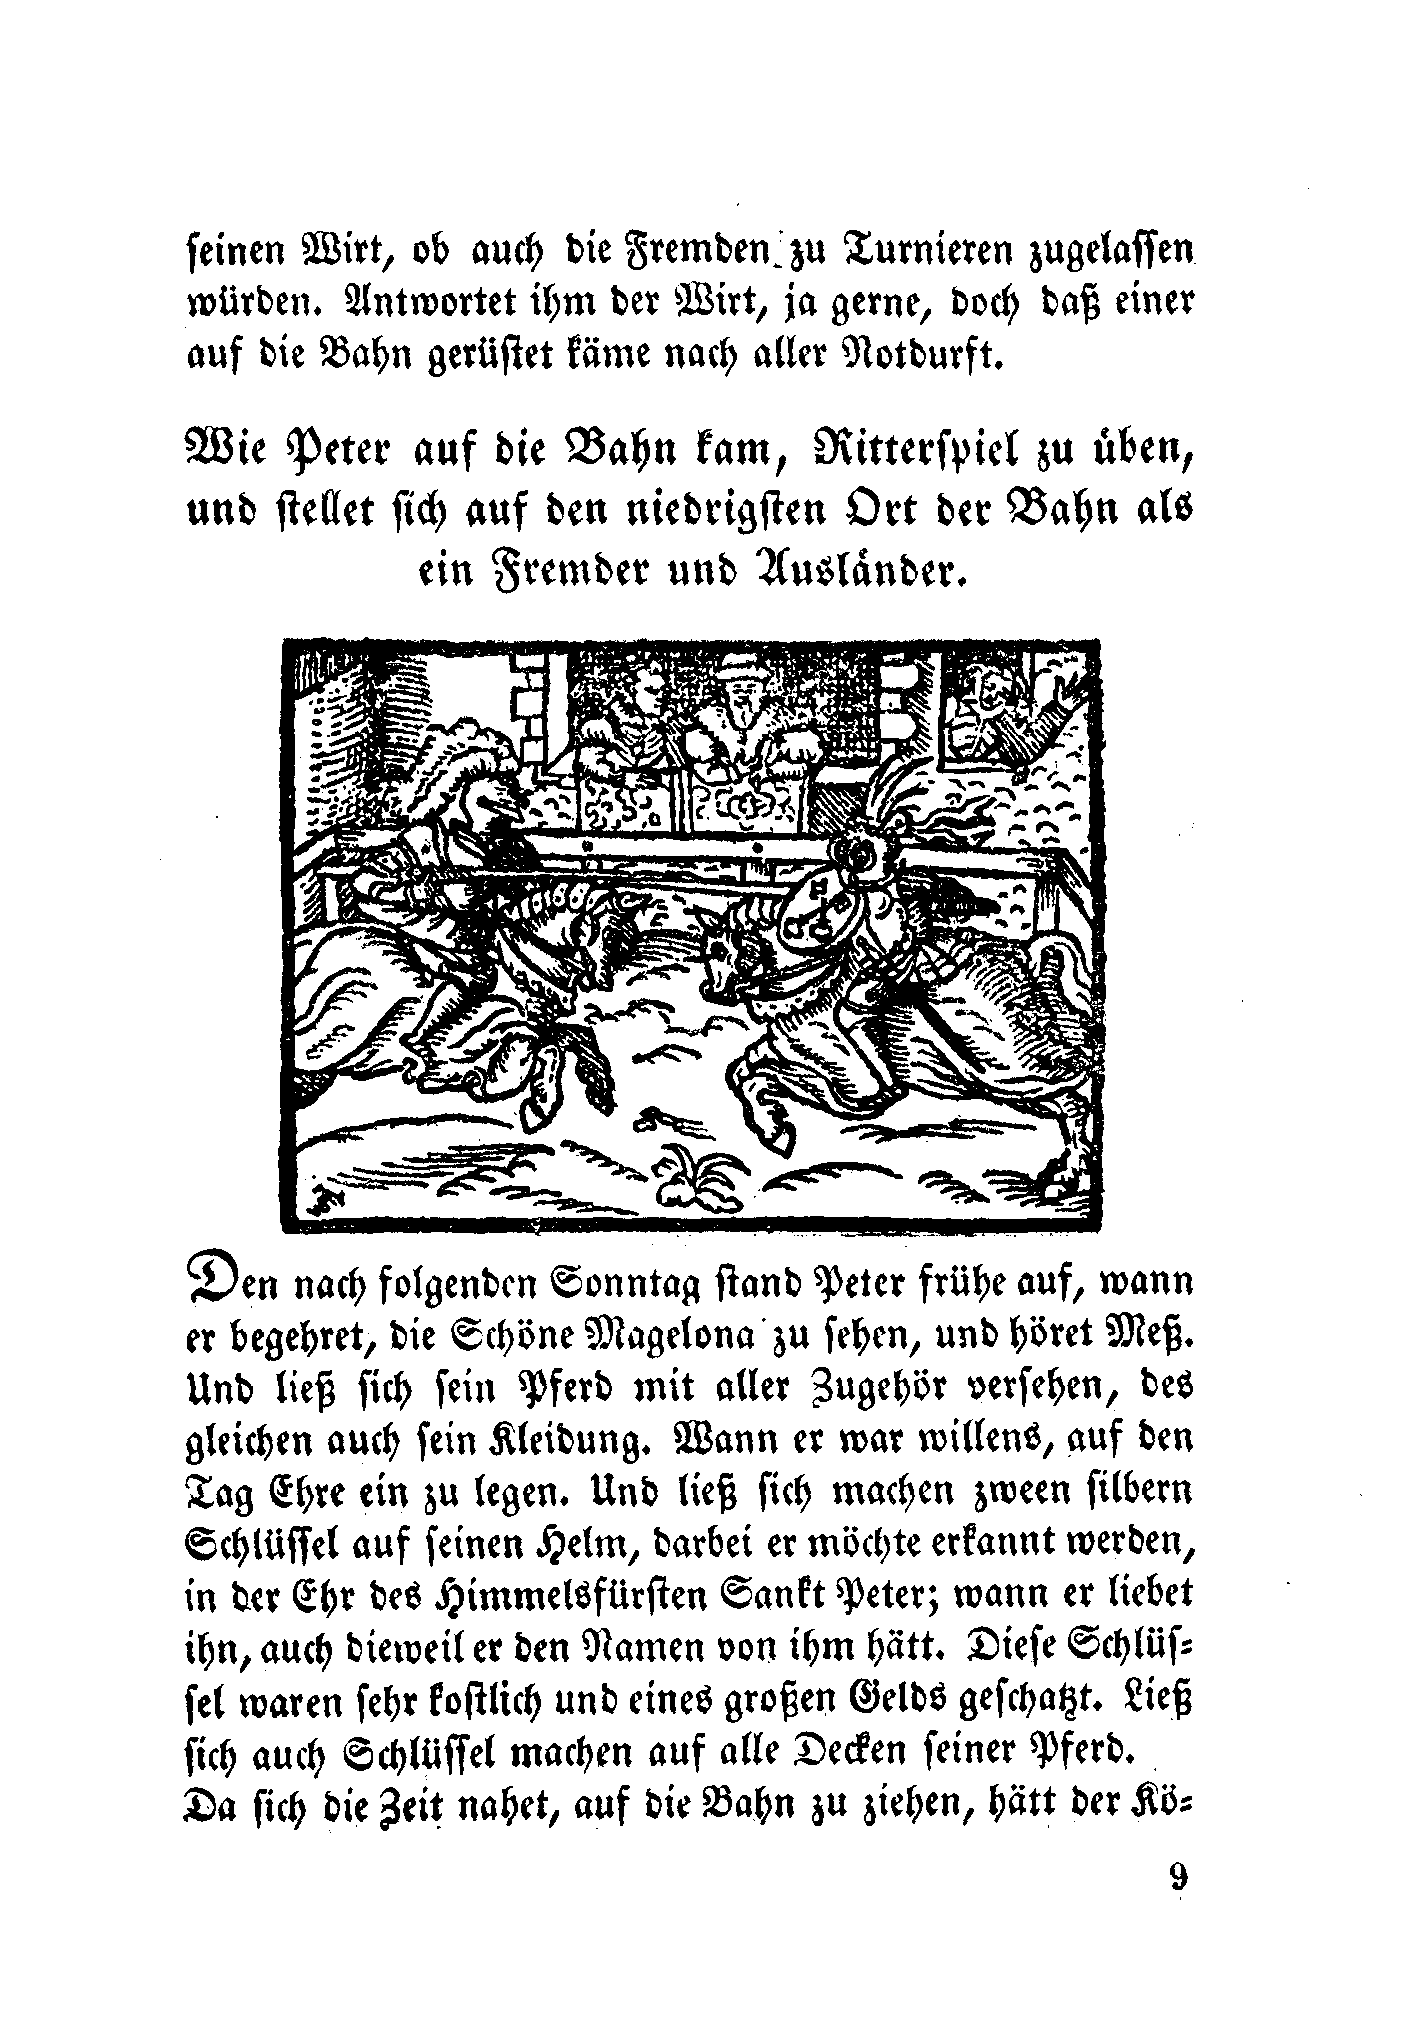 seinen Wirt, ob auch die Fremden zu Turnieren zugelassen
würden. Antwortet ihm der Wirt, ja gerne, doch daß einer
auf die Bahn gerüstet käme nach aller Notdurft.
Wie Peter auf die Bahn kam, Ritterspiel zu üben,
und stellet sich auf den niedrigsten Ort der Bahn als
ein Fremder und Ausländer.
Den nach folgenden Sonntag stand Peter frühe auf, wann
er begehret, die Schöne Magelona zu sehen, und höret Meß.
Und ließ sich sein Pferd mit aller Zugehör versehen, des
gleichen auch sein Kleidung. Wann er war willens, auf den
Tag Ehre ein zu legen. Und ließ sich machen zween silbern
Schlüssel auf seinen Helm, darbei er möchte erkannt werden,
in der Ehr des Himmelsfürsten Sankt Peter; wann er liebet
ihn, auch dieweil er den Namen von ihm hätt. Diese Schlüs-
sel waren sehr kostlich und eines großen Gelds geschatzt. Ließ
sich auch Schlüssel machen auf alle Decken seiner Pferd.
Da sich die Zeit nahet, auf die Bahn zu ziehen, hätt der Kö-
9